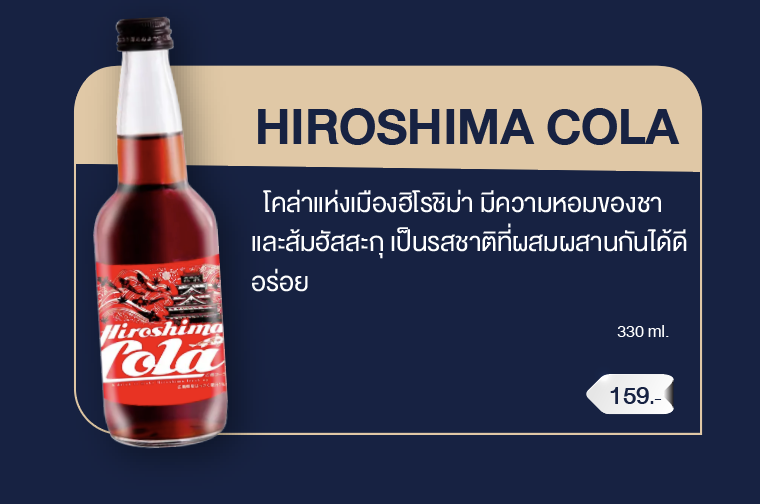 HIROSHIMA COLA
โคล่าแห่งเมืองฮิโรชิม่า มีความหอมของชา
และส้มฮัสสะกุ เป็นรสชาติที่ผสมผสานกันได้ดี
อร่อย
330 ml.
159.-
Hiroshima
Cola